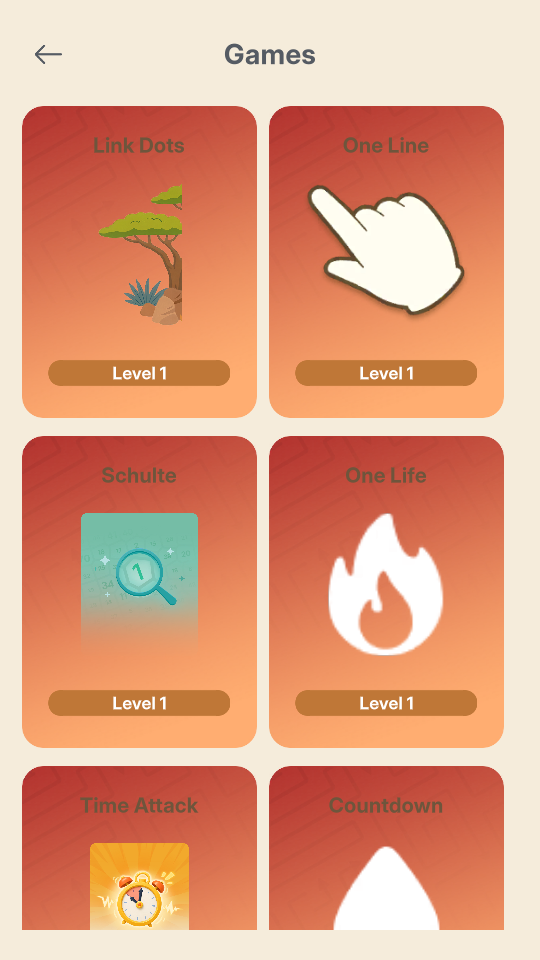 Games
Link Dots
One Line
Level 1
Level 1
Schulte
One Life
1
Level 1
Level 1
Time Attack
Countdown